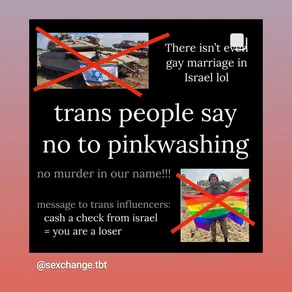 There isn't even
gay marriage in
Israel lol
trans people say
no to pinkwashing
no murder in our name!!!
message to trans influencers:
cash a check from israel
= you are a loser
@sexchange.tbt